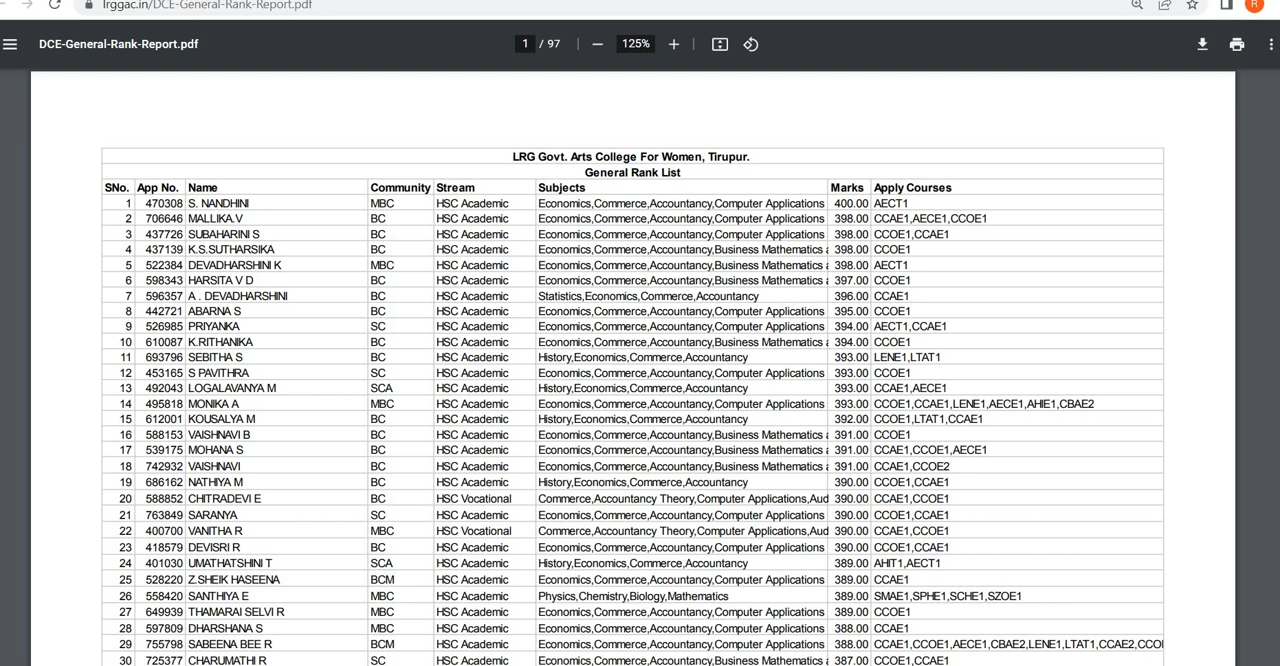 lrggac.in/DCE-General-Rank-Report.pdf
R
DCE-General-Rank-Report.pdf 1 / 97 125%
LRG Govt. Arts College For Women, Tirupur.
General Rank List
SNo. App No. Name Community Stream Subjects Marks Apply Courses
1 470308 S. NANDHINI MBC HSC Academic Economics,Commerce,Accountancy,Computer Applications 400.00 AECT1
2 706646 MALLIKA.V BC HSC Academic Economics,Commerce,Accountancy,Computer Applications 398.00 CCAE1,AECE1,CCOE1
3 437726 SUBAHARINI S BC HSC Academic Economics,Commerce,Accountancy,Computer Applications 398.00 CCOE1,CCAE1
4 437139 K.S.SUTHARSIKA BC HSC Academic Economics,Commerce,Accountancy,Business Mathematics a 398.00 CCOE1
5 522384 DEVADHARSHINI K MBC HSC Academic Economics,Commerce,Accountancy,Business Mathematics a 398.00 AECT1
6 598343 HARSITA V D BC HSC Academic Economics,Commerce,Accountancy,Business Mathematics a 397.00 CCOE1
7 596357 A . DEVADHARSHINI BC HSC Academic Statistics,Economics,Commerce,Accountancy 396.00 CCAE1
8 442721 ABARNA S BC HSC Academic Economics,Commerce,Accountancy,Computer Applications 395.00 CCOE1
9 526985 PRIYANKA SC HSC Academic Economics,Commerce,Accountancy,Computer Applications 394.00 AECT1,CCAE1
10 610087 K.RITHANIKA BC HSC Academic Economics,Commerce,Accountancy,Business Mathematics a 394.00 CCOE1
11 693796 SEBITHA S BC HSC Academic History,Economics,Commerce,Accountancy 393.00 LENE1,LTAT1
12 453165 S PAVITHRA SC HSC Academic Economics,Commerce,Accountancy,Computer Applications 393.00 CCOE1
13 492043 LOGALAVANYA M SCA HSC Academic History,Economics,Commerce,Accountancy 393.00 CCAE1,AECE1
14 495818 MONIKA A MBC HSC Academic Economics,Commerce,Accountancy,Computer Applications 393.00 CCOE1,CCAE1,LENE1,AECE1,AHIE1,CBAE2
15 612001 KOUSALYA M BC HSC Academic History,Economics,Commerce,Accountancy 392.00 CCOE1,LTAT1,CCAE1
16 588153 VAISHNAVI B BC HSC Academic Economics,Commerce,Accountancy,Business Mathematics a 391.00 CCOE1
17 539175 MOHANA S BC HSC Academic Economics,Commerce,Accountancy,Business Mathematics a 391.00 CCAE1,CCOE1,AECE1
18 742932 VAISHNAVI BC HSC Academic Economics,Commerce,Accountancy,Business Mathematics a 391.00 CCAE1,CCOE2
19 686162 NATHIYA M BC HSC Academic History,Economics,Commerce,Accountancy 390.00 CCAE1,CCOE1
20 588852 CHITRADEVI E BC HSC Vocational Commerce,Accountancy Theory,Computer Applications,Aud 390.00 CCAE1,CCOE1
21 763849 SARANYA SC HSC Academic Economics,Commerce,Accountancy,Computer Applications 390.00 CCAE1,CCOE1
22 400700 VANITHA R MBC HSC Vocational Commerce,Accountancy Theory,Computer Applications,Aud 390.00 CCAE1,CCOE1
23 418579 DEVISRI R BC HSC Academic Economics,Commerce,Accountancy,Computer Applications 390.00 CCOE1,CCAE1
24 401030 UMATHATSHINI T SCA HSC Academic History,Economics,Commerce,Accountancy 389.00 AHIT1,AECT1
25 528220 Z.SHEIK HASEENA BCM HSC Academic Economics,Commerce,Accountancy,Computer Applications 389.00 CCAE1
26 558420 SANTHIYA E MBC HSC Academic Physics,Chemistry,Biology,Mathematics 389.00 SMAE1,SPHE1,SCHE1,SZOE1
27 649939 THAMARAI SELVI R MBC HSC Academic Economics,Commerce,Accountancy,Computer Applications 389.00 CCOE1
28 597809 DHARSHANA S MBC HSC Academic Economics,Commerce,Accountancy,Computer Applications 388.00 CCAE1
29 755798 SABEENA BEE R BCM HSC Academic Economics,Commerce,Accountancy,Computer Applications 388.00 CCAE1,CCOE1,AECE1,CBAE2,LENE1,LTAT1,CCAE2,CCOI
30 725377 CHARUMATHI R SC HSC Academic Economics,Commerce,Accountancy,Computer Applications 387.00 CCOE1,CCAE1